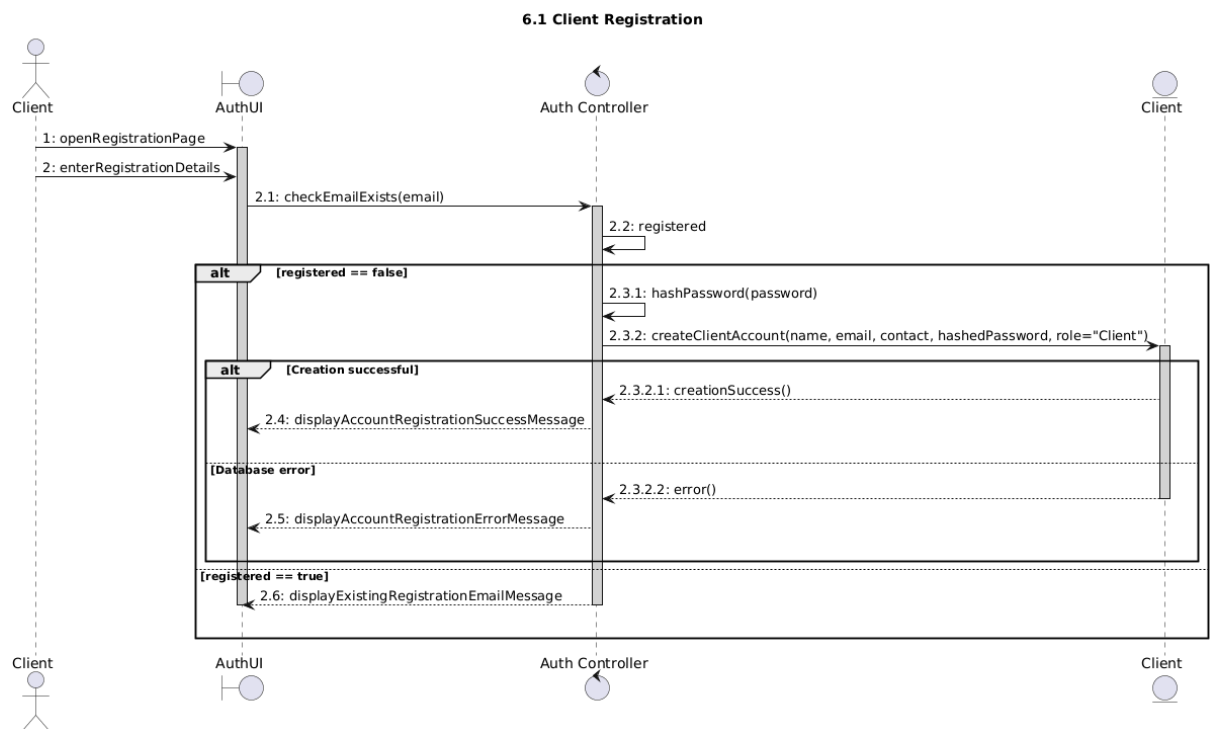 6.1 Client Registration
Client
AuthUI
Auth Controller
Client
1: openRegistrationPage
2: enterRegistrationDetails
2.1: checkEmailExists(email)
2.2: registered
alt
[registered == false]
2.3.1: hashPassword(password)
2.3.2: createClientAccount(name, email, contact, hashedPassword, role="Client")
alt
[Creation successful]
2.3.2.1: creationSuccess()
2.4: displayAccountRegistrationSuccessMessage
[Database error]
2.3.2.2: error()
2.5: displayAccountRegistrationErrorMessage
[registered == true]
2.6: displayExistingRegistrationEmailMessage
Client
AuthUI
Auth Controller
Client